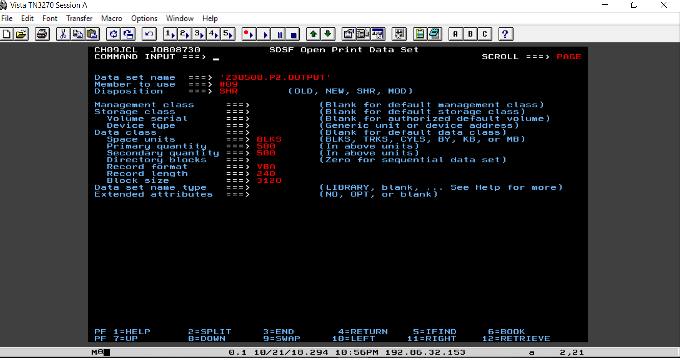 Vista TN3270 Session A
File Edit Font Transfer Macro Options Window Help
1 2 3 4 5 A B C ?
CH09JCL JOB08730 SDSF Open Print Data Set
COMMAND INPUT ===> _ SCROLL ===> PAGE
Data set name ===> 'Z30500.P2.OUTPUT'
Member to use ===> #09
Disposition ===> SHR (OLD, NEW, SHR, MOD)
Management class ===> (Blank for default management class)
Storage class ===> (Blank for default storage class)
Volume serial ===> (Blank for authorized default volume)
Device type ===> (Generic unit or device address)
Data class ===> (Blank for default data class)
Space units ===> BLKS (BLKS, TRKS, CYLS, BY, KB, or MB)
Primary quantity ===> 500 (In above units)
Secondary quantity ===> 500 (In above units)
Directory blocks ===> (Zero for sequential data set)
Record format ===> VBA
Record length ===> 240
Block size ===> 3120
Data set name type ===> (LIBRARY, blank, ... See Help for more)
Extended attributes ===> (NO, OPT, or blank)
PF 1=HELP 2=SPLIT 3=END 4=RETURN 5=IFIND 6=BOOK
PF 7=UP 8=DOWN 9=SWAP 10=LEFT 11=RIGHT 12=RETRIEVE
0.1 10/21/10.294 10:56PM 192.86.32.153 a 2,21